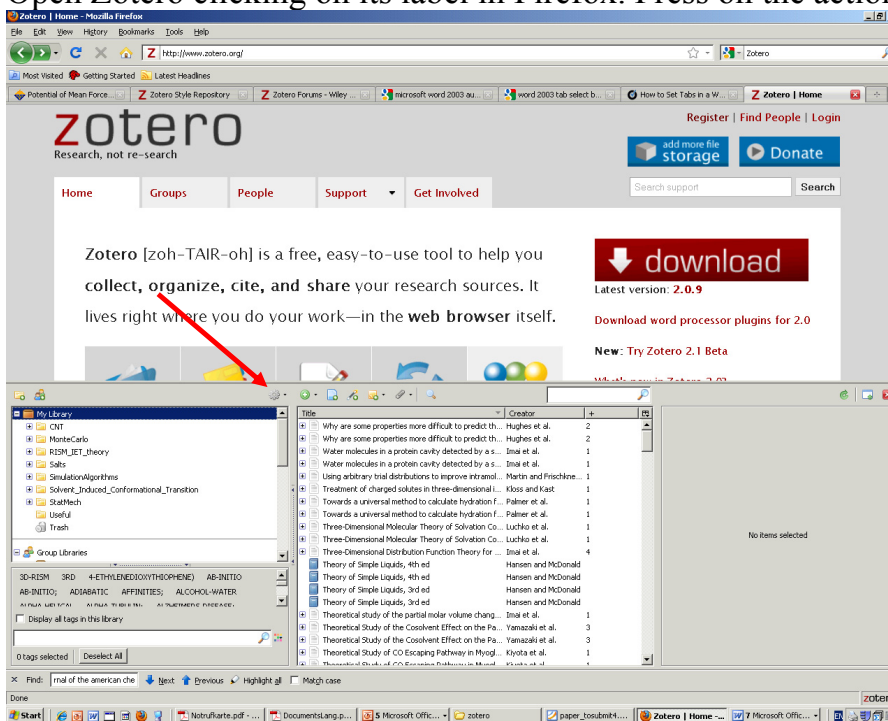 Open Zotero clicking on its label in Firefox. Press on the action
Zotero | Home - Mozilla Firefox
File Edit View History Bookmarks Tools Help
http://www.zotero.org/
Zotero
Most Visited Getting Started Latest Headlines
Potential of Mean Force... Zotero Style Repository Zotero Forums - Wiley ... microsoft word 2003 au... word 2003 tab select b... How to Set Tabs in a W... Zotero | Home
Register | Find People | Login
zotero
Research, not re-search
add more file storage
Donate
Home Groups People Support Get Involved
Search support Search
Zotero [zoh-TAIR-oh] is a free, easy-to-use tool to help you
collect, organize, cite, and share your research sources. It
lives right where you do your work—in the web browser itself.
download
Latest version: 2.0.9
Download word processor plugins for 2.0
New: Try Zotero 2.1 Beta
My Library
CNT
MonteCarlo
RISM_IET_theory
Salts
SimulationAlgorithms
Solvent_Induced_Conformational_Transition
StatMech
Useful
Trash
Group Libraries
3D-RISM 3RD 4-ETHYLENEDIOXYTHIOPHENE) AB-INITIO
AB-INITIO; ADIABATIC AFFINITIES; ALCOHOL-WATER
Display all tags in this library
0 tags selected Deselect All
Title Creator +
Why are some properties more difficult to predict th... Hughes et al. 2
Why are some properties more difficult to predict th... Hughes et al. 2
Water molecules in a protein cavity detected by a s... Imai et al. 1
Water molecules in a protein cavity detected by a s... Imai et al. 1
Using arbitrary trial distributions to improve intramol... Martin and Frischkne... 1
Treatment of charged solutes in three-dimensional i... Kloss and Kast 1
Towards a universal method to calculate hydration f... Palmer et al. 1
Towards a universal method to calculate hydration f... Palmer et al. 1
Three-Dimensional Molecular Theory of Solvation Co... Luchko et al. 1
Three-Dimensional Molecular Theory of Solvation Co... Luchko et al. 1
Three-Dimensional Distribution Function Theory for ... Imai et al. 4
Theory of Simple Liquids, 4th ed Hansen and McDonald
Theory of Simple Liquids, 4th ed Hansen and McDonald
Theory of Simple Liquids, 3rd ed Hansen and McDonald
Theory of Simple Liquids, 3rd ed Hansen and McDonald
Theoretical study of the partial molar volume chang... Imai et al. 1
Theoretical Study of the Cosolvent Effect on the Pa... Yamazaki et al. 3
Theoretical Study of the Cosolvent Effect on the Pa... Yamazaki et al. 3
Theoretical Study of CO Escaping Pathway in Myogl... Kiyota et al. 1
No items selected
Find: rnal of the american che Next Previous Highlight all Match case
Done
Start Notrufkarte.pdf - ... DocumentsLang.p... 5 Microsoft Offic... zotero paper_tosubmit4.... Zotero | Home -... 7 Microsoft Offic...